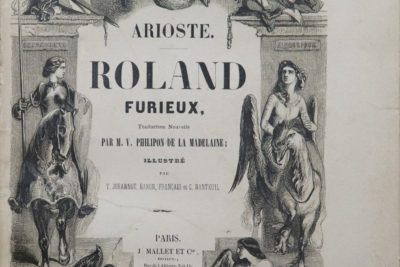 ARIOSTE.
ROLAND
FURIEUX,
Traduction Nouvelle
PAR M. V. PHILIPON DE LA MADELAINE;
ILLUSTRÉ
PAR
T. JOHANNOT, BARON, FRANÇAIS et C. NANTEUIL
PARIS.
J. MALLET ET Cie.